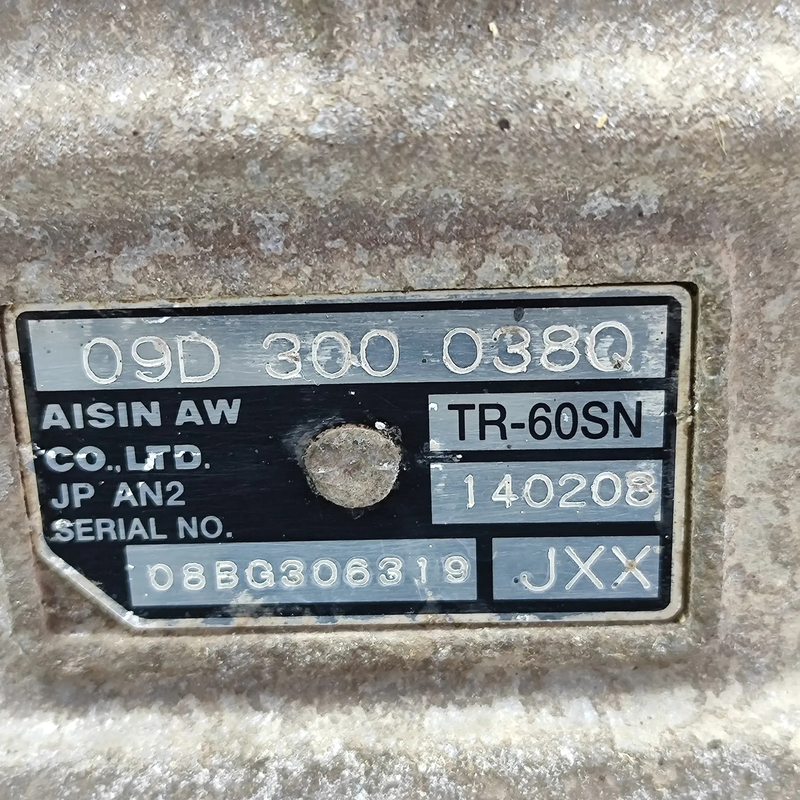 09D 300 038Q
AISIN AW
CO.,LTD.
TR-60SN
JP AN2
140208
SERIAL NO.
08BG306319
JXX